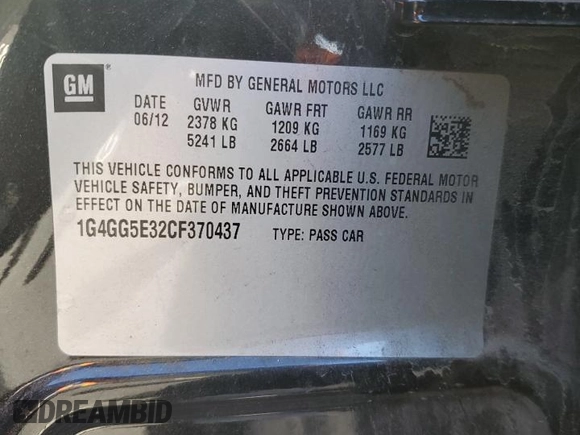 GM
MFD BY GENERAL MOTORS LLC
DATE GVWR GAWR FRT GAWR RR
06/12 2378 KG 1209 KG 1169 KG
5241 LB 2664 LB 2577 LB
THIS VEHICLE CONFORMS TO ALL APPLICABLE U.S. FEDERAL MOTOR
VEHICLE SAFETY, BUMPER, AND THEFT PREVENTION STANDARDS IN
EFFECT ON THE DATE OF MANUFACTURE SHOWN ABOVE.
1G4GG5E32CF370437 TYPE: PASS CAR
DREAMBID